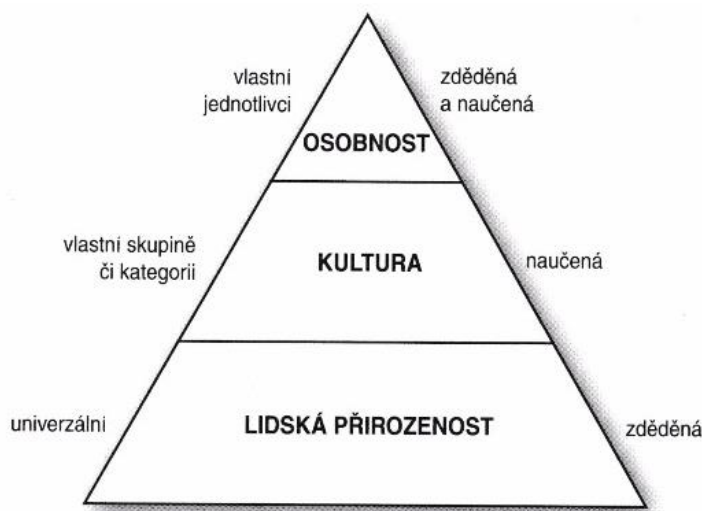 vlastní
jednotlivci
zděděná
a naučená
OSOBNOST
vlastní skupině
či kategorii
KULTURA
naučená
univerzální
LIDSKÁ PŘIROZENOST
zděděná